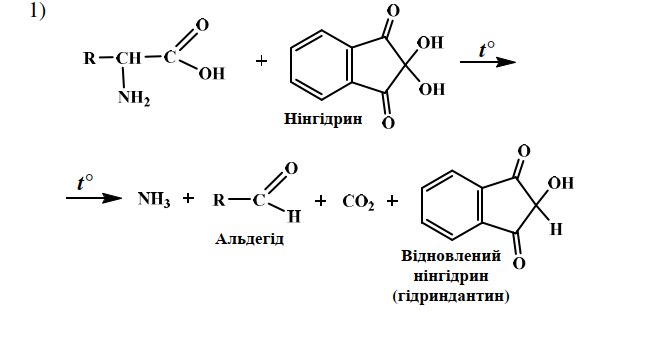 1)
R–CH–C
O
OH
NH₂
+
O
OH
OH
O
t°
Нінгідрин
t°
NH₃ + R–C
O
H
+ CO₂ +
O
OH
H
O
Альдегід
Відновлений
нінгідрин
(гідриндантин)